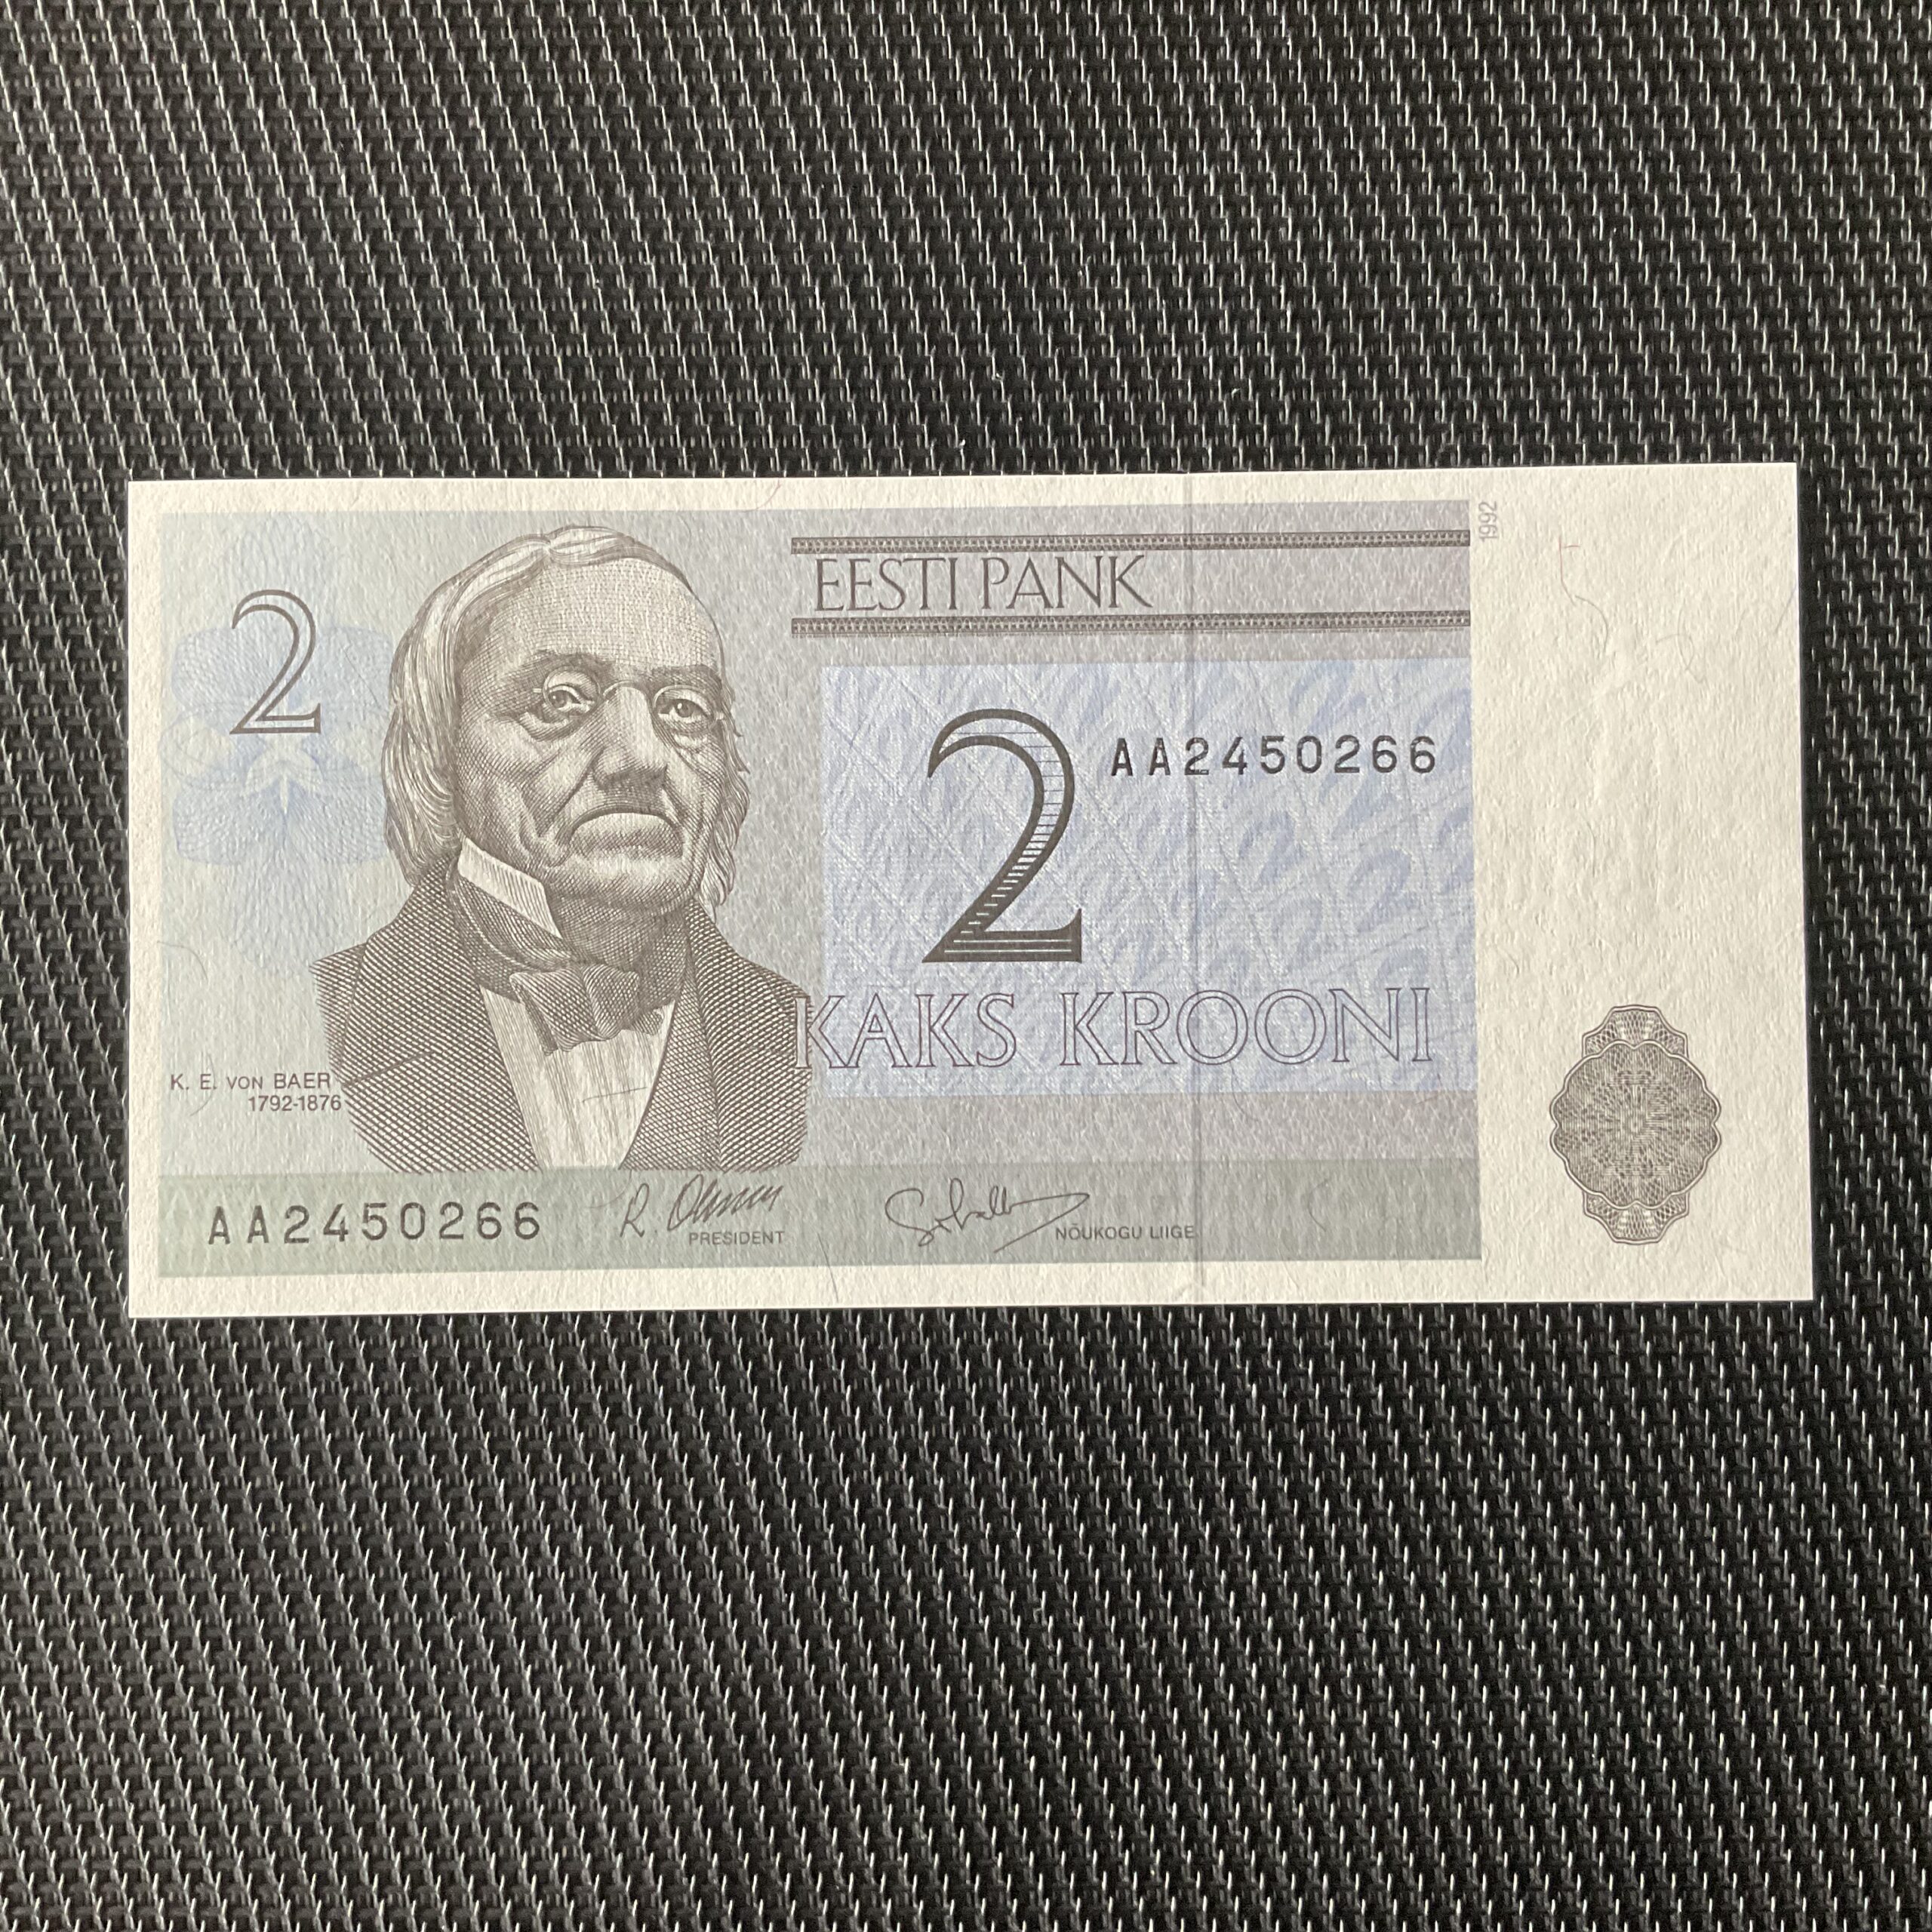 1992
EESTI PANK
2
2
AA2450266
KAKS KROONI
K. E. VON BAER
1792-1876
AA2450266
PRESIDENT
NÕUKOGU LIIGE